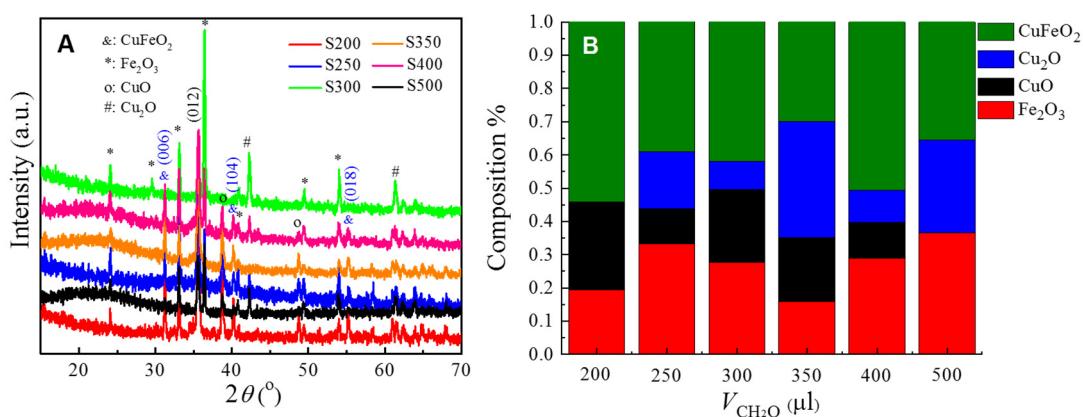 A
&: CuFeO₂
*: Fe₂O₃
o: CuO
#: Cu₂O
S200
S250
S300
S350
S400
S500
*
*
*
*
#
*
*
#
& (006)
(012)
o
& (104)
*
o
& (018)
Intensity (a.u.)
20 30 40 50 60 70
2θ (°)
B
CuFeO₂
Cu₂O
CuO
Fe₂O₃
Composition %
1.0
0.9
0.8
0.7
0.6
0.5
0.4
0.3
0.2
0.1
0.0
200 250 300 350 400 500
V_CH₂O (µl)